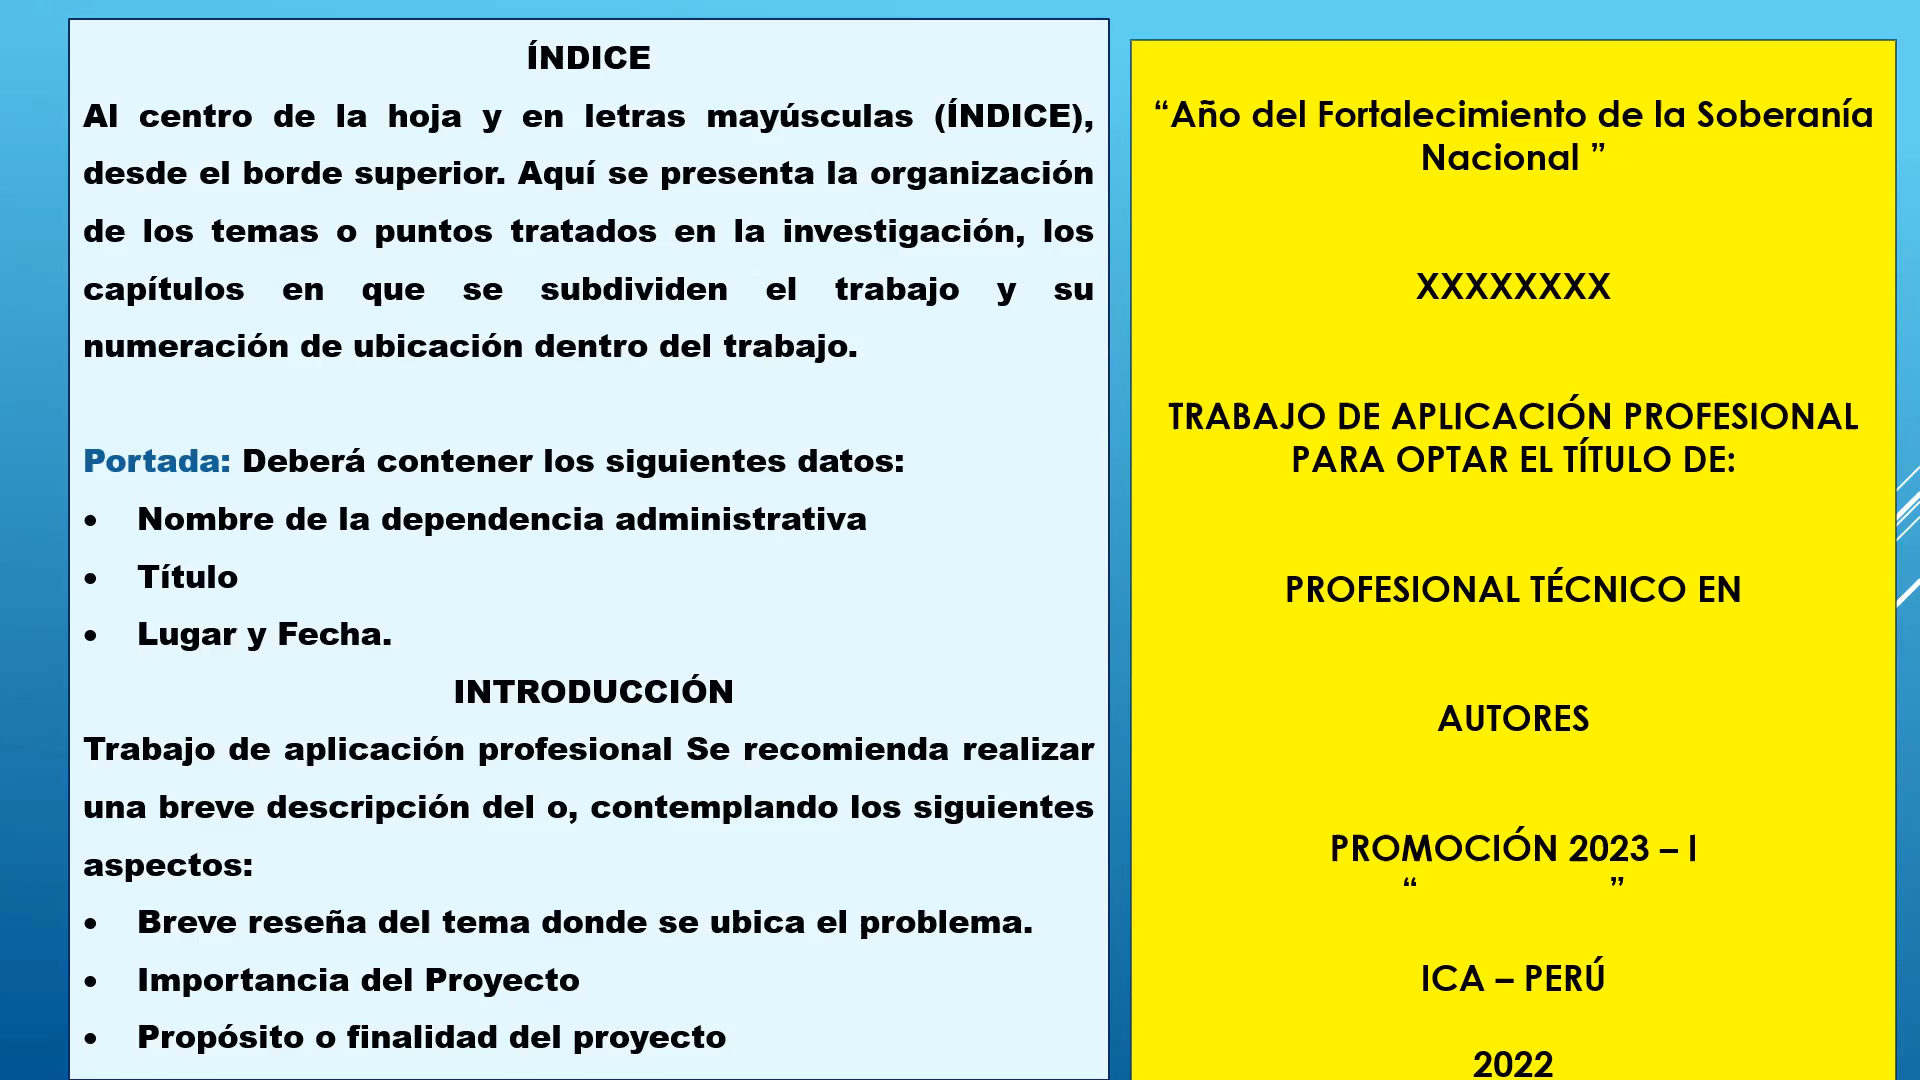 ÍNDICE
Al centro de la hoja y en letras mayúsculas (ÍNDICE),
desde el borde superior. Aquí se presenta la organización
de los temas o puntos tratados en la investigación, los
capítulos en que se subdividen el trabajo y su
numeración de ubicación dentro del trabajo.
Portada: Deberá contener los siguientes datos:
• Nombre de la dependencia administrativa
• Título
• Lugar y Fecha.
INTRODUCCIÓN
Trabajo de aplicación profesional Se recomienda realizar
una breve descripción del o, contemplando los siguientes
aspectos:
• Breve reseña del tema donde se ubica el problema.
• Importancia del Proyecto
• Propósito o finalidad del proyecto
“Año del Fortalecimiento de la Soberanía
Nacional ”
XXXXXXXX
TRABAJO DE APLICACIÓN PROFESIONAL
PARA OPTAR EL TÍTULO DE:
PROFESIONAL TÉCNICO EN
AUTORES
PROMOCIÓN 2023 – I
“ ”
ICA – PERÚ
2022